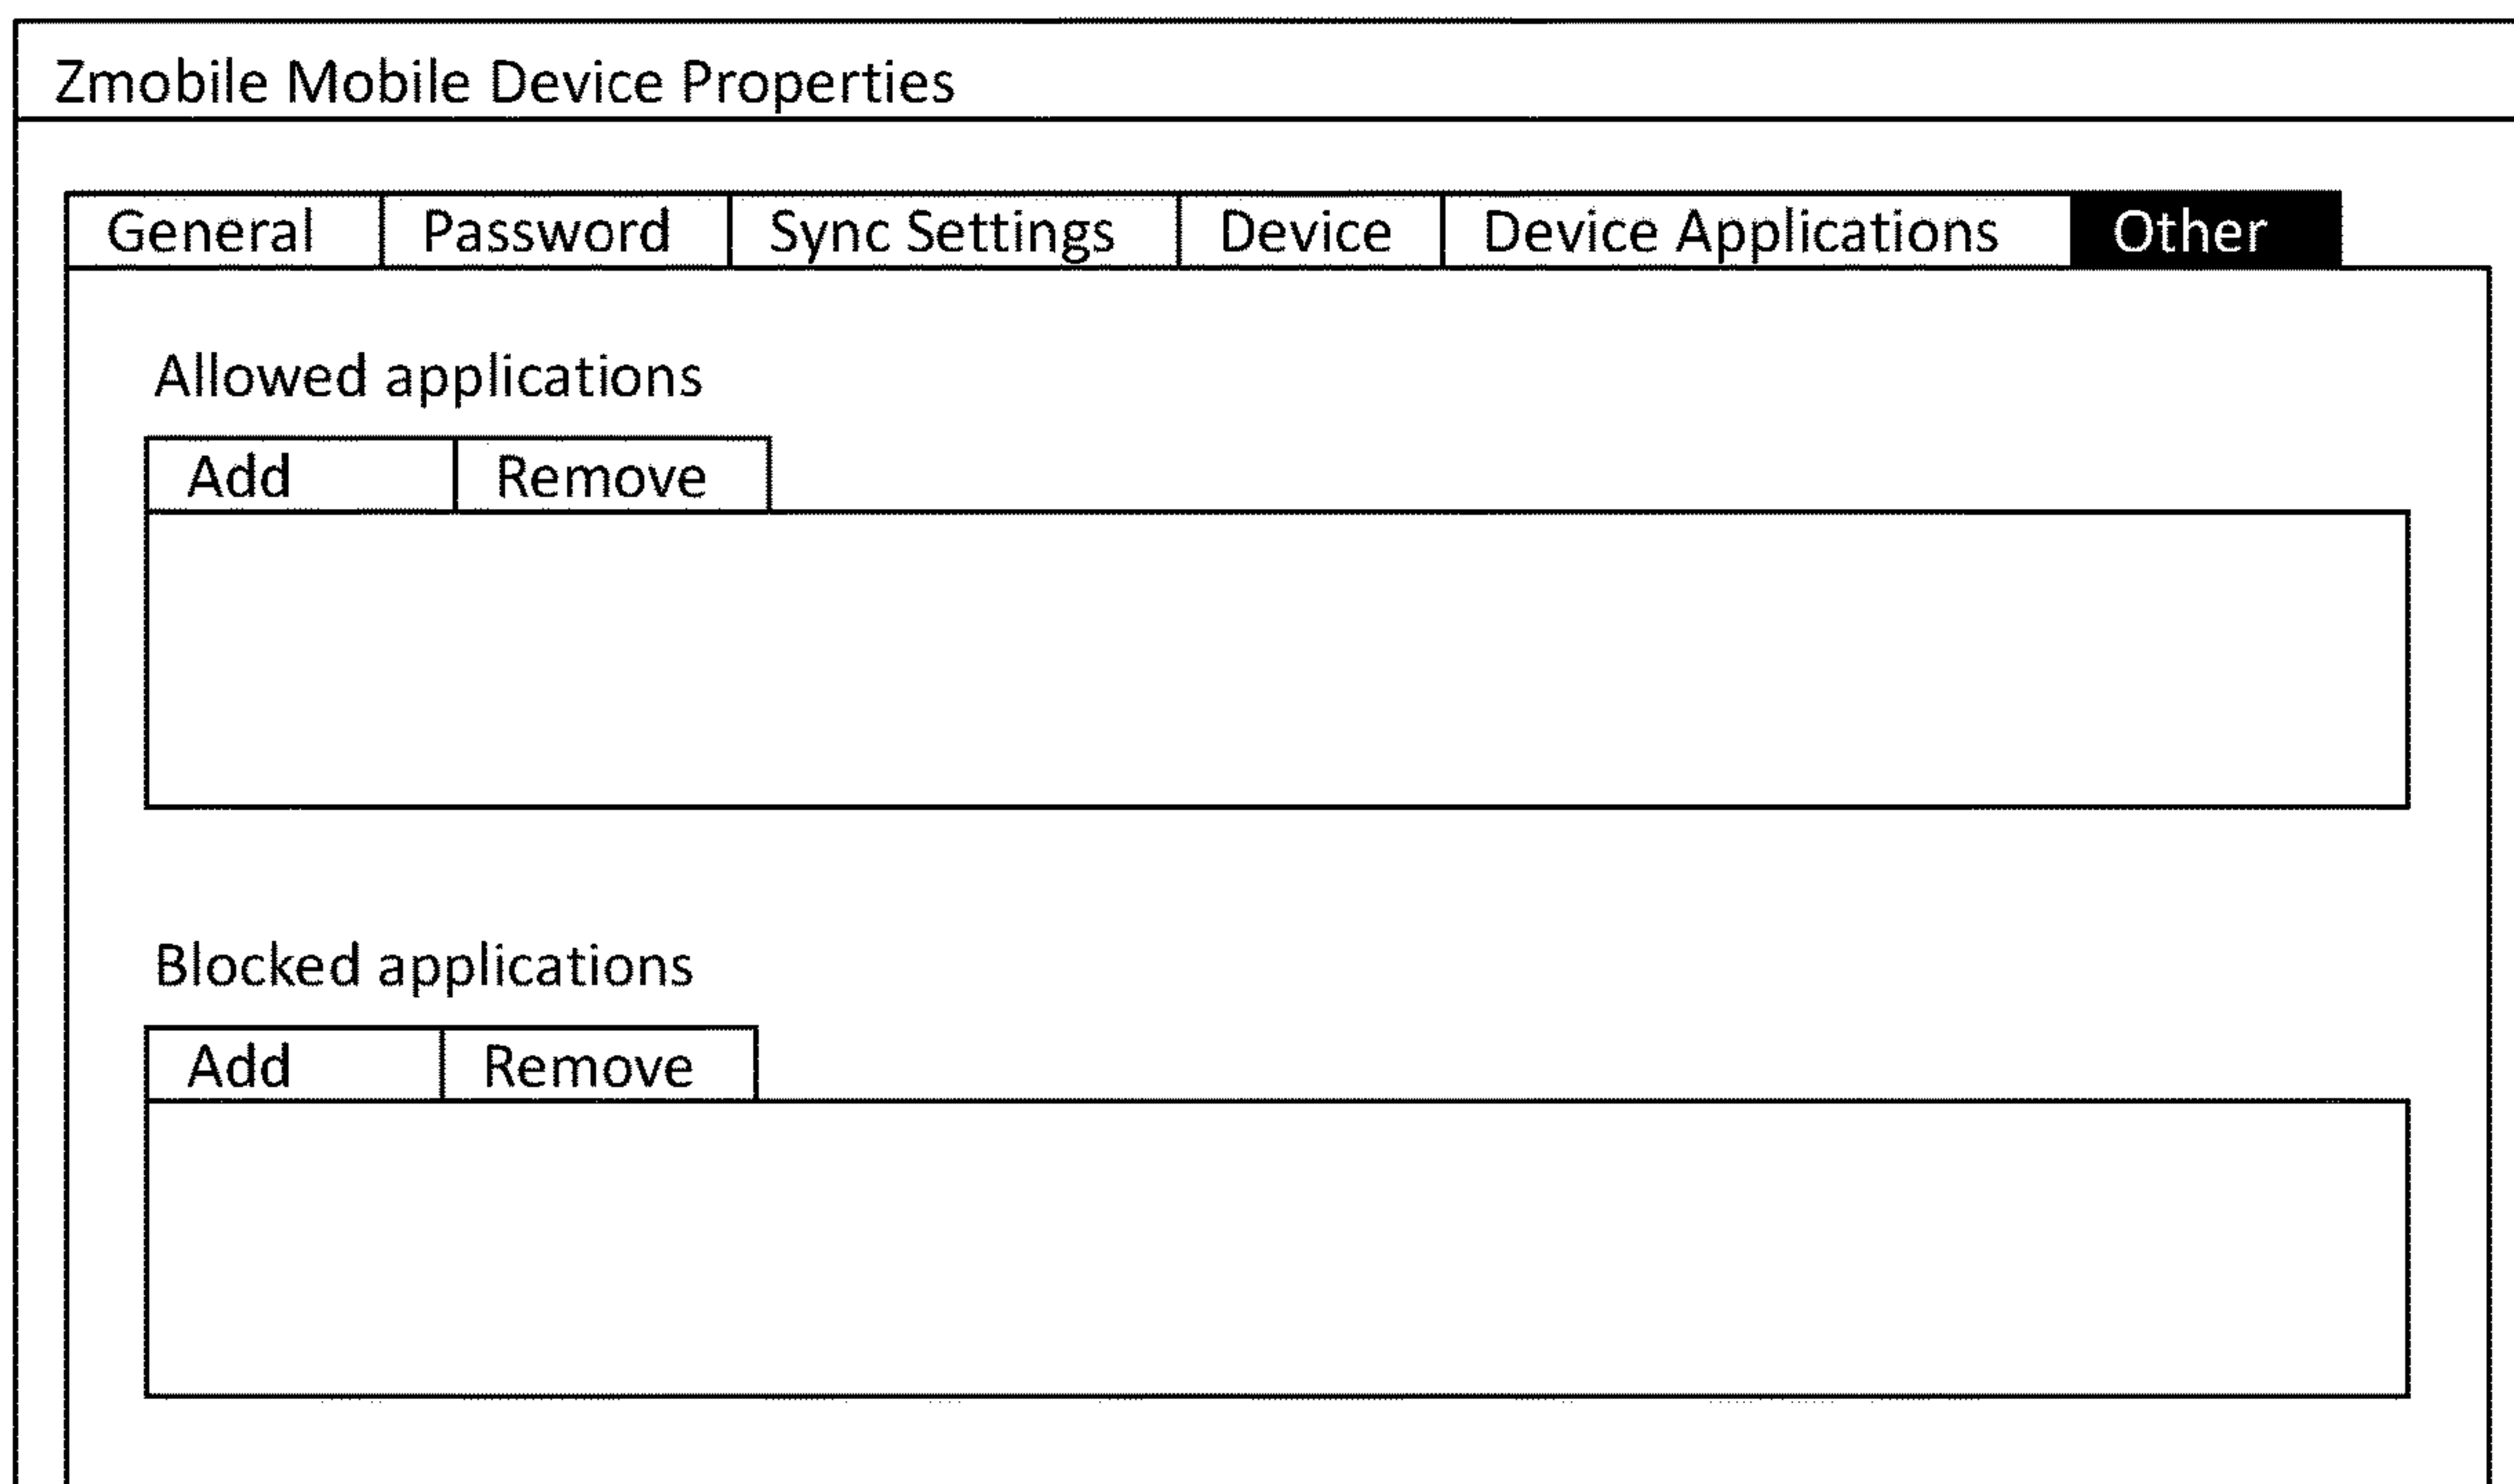 Zmobile Mobile Device Properties
General Password Sync Settings Device Device Applications Other
Allowed applications
Add Remove
Blocked applications
Add Remove